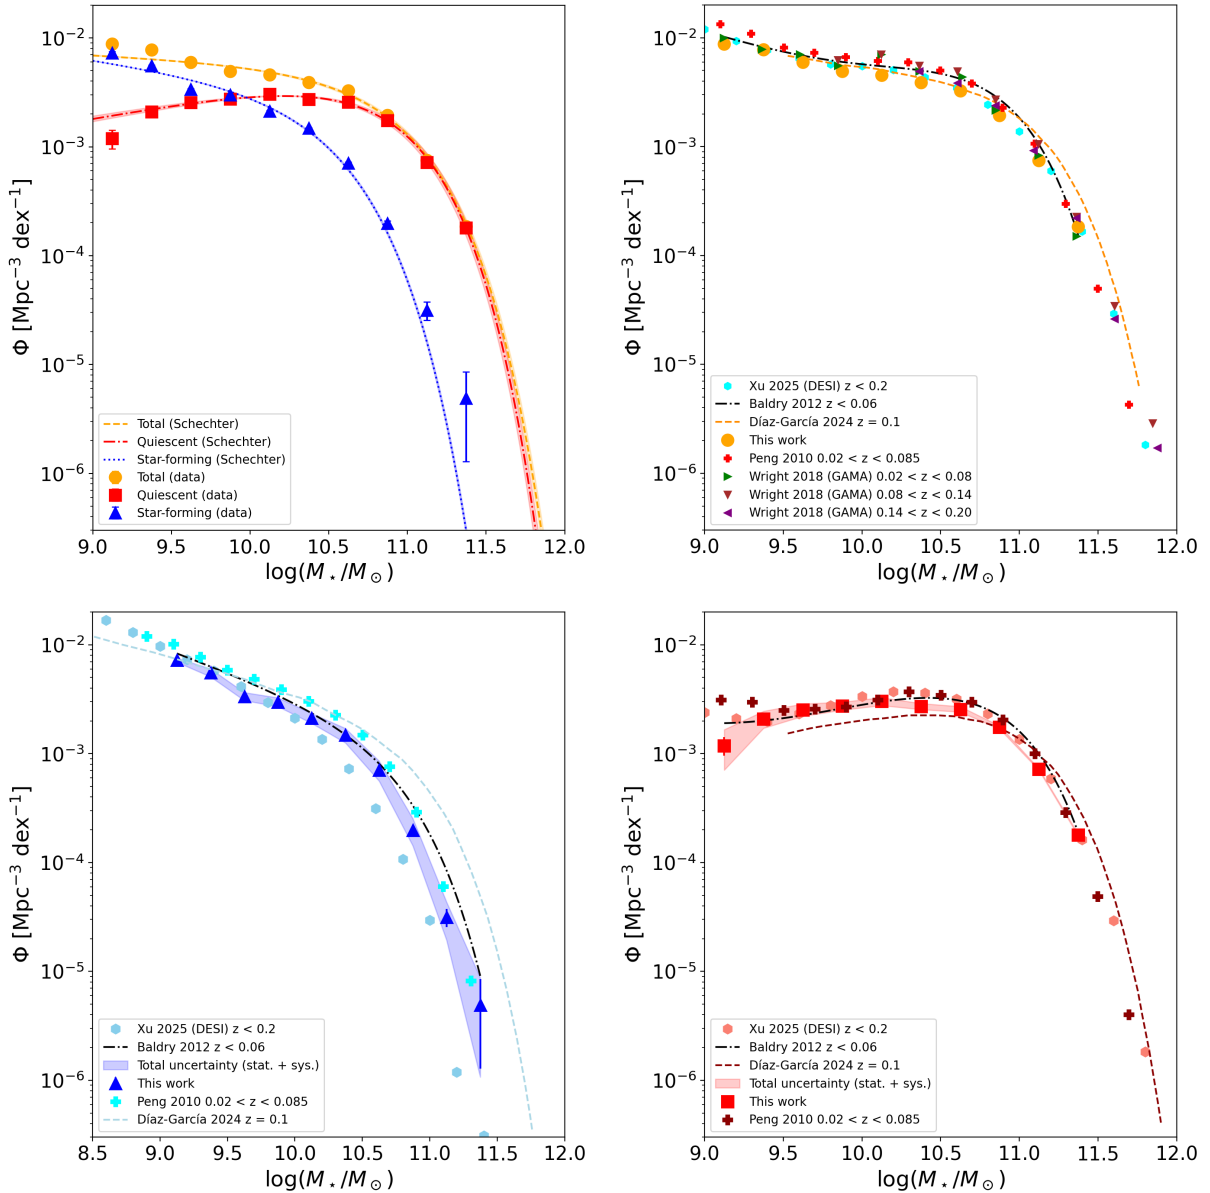 10⁻²
10⁻³
10⁻⁴
10⁻⁵
10⁻⁶
Φ [Mpc⁻³ dex⁻¹]
Total (Schechter)
Quiescent (Schechter)
Star-forming (Schechter)
Total (data)
Quiescent (data)
Star-forming (data)
9.0 9.5 10.0 10.5 11.0 11.5 12.0
log(M⋆/M⊙)
10⁻²
10⁻³
10⁻⁴
10⁻⁵
10⁻⁶
Φ [Mpc⁻³ dex⁻¹]
Xu 2025 (DESI) z < 0.2
Baldry 2012 z < 0.06
Díaz-García 2024 z = 0.1
This work
Peng 2010 0.02 < z < 0.085
Wright 2018 (GAMA) 0.02 < z < 0.08
Wright 2018 (GAMA) 0.08 < z < 0.14
Wright 2018 (GAMA) 0.14 < z < 0.20
9.0 9.5 10.0 10.5 11.0 11.5 12.0
log(M⋆/M⊙)
10⁻²
10⁻³
10⁻⁴
10⁻⁵
10⁻⁶
Φ [Mpc⁻³ dex⁻¹]
Xu 2025 (DESI) z < 0.2
Baldry 2012 z < 0.06
Total uncertainty (stat. + sys.)
This work
Peng 2010 0.02 < z < 0.085
Díaz-García 2024 z = 0.1
8.5 9.0 9.5 10.0 10.5 11.0 11.5 12.0
log(M⋆/M⊙)
10⁻²
10⁻³
10⁻⁴
10⁻⁵
10⁻⁶
Φ [Mpc⁻³ dex⁻¹]
Xu 2025 (DESI) z < 0.2
Baldry 2012 z < 0.06
Díaz-García 2024 z = 0.1
Total uncertainty (stat. + sys.)
This work
Peng 2010 0.02 < z < 0.085
9.0 9.5 10.0 10.5 11.0 11.5 12.0
log(M⋆/M⊙)